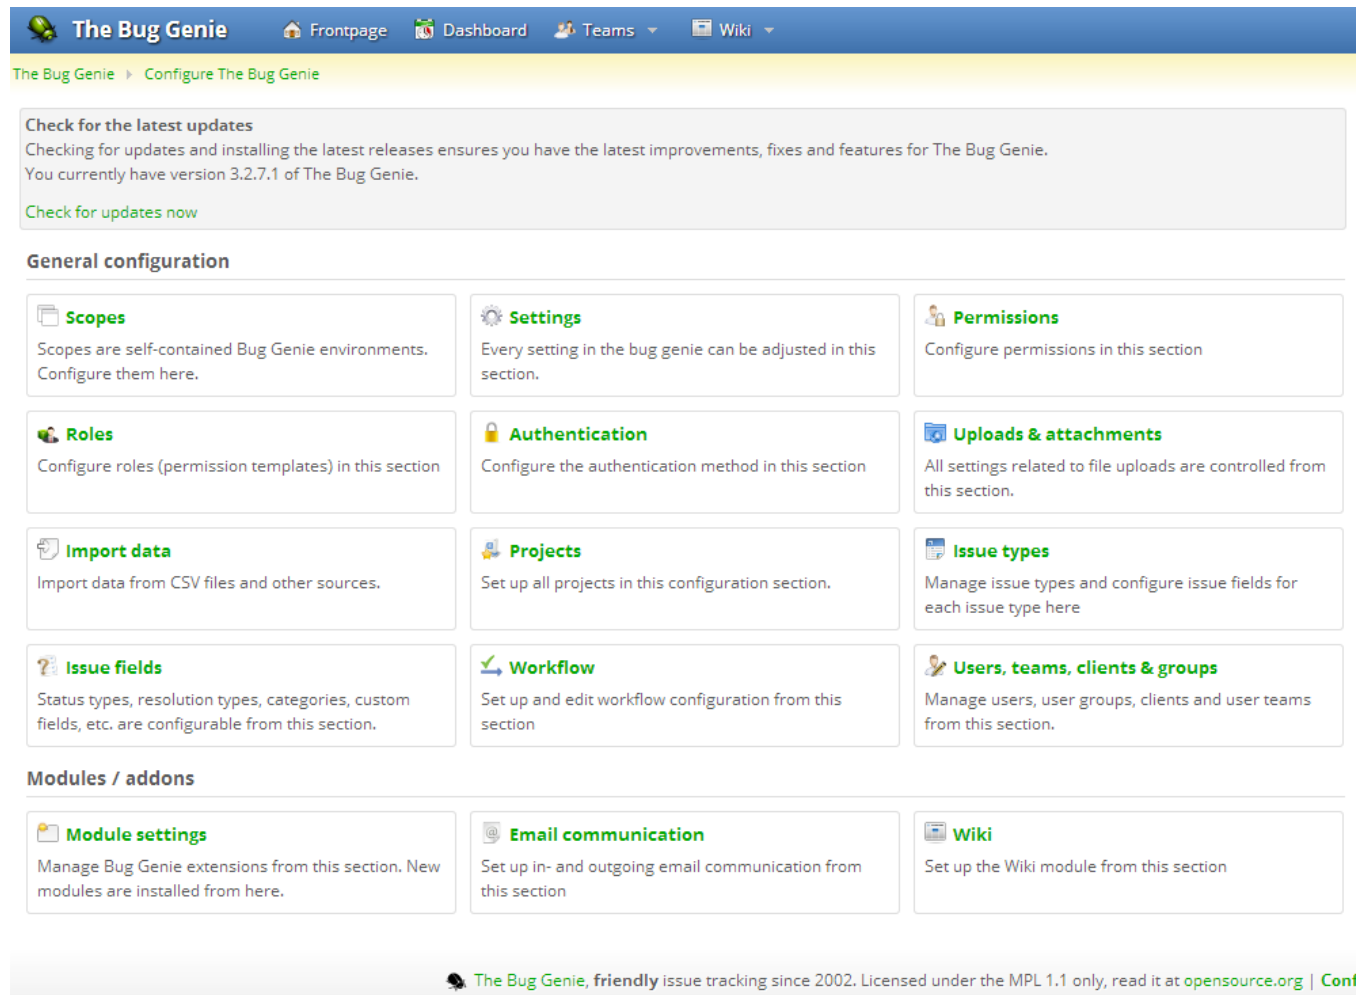 The Bug Genie Frontpage Dashboard Teams Wiki
The Bug Genie Configure The Bug Genie
Check for the latest updates
Checking for updates and installing the latest releases ensures you have the latest improvements, fixes and features for The Bug Genie.
You currently have version 3.2.7.1 of The Bug Genie.
Check for updates now
General configuration
Scopes
Scopes are self-contained Bug Genie environments.
Configure them here.
Settings
Every setting in the bug genie can be adjusted in this
section.
Permissions
Configure permissions in this section
Roles
Configure roles (permission templates) in this section
Authentication
Configure the authentication method in this section
Uploads & attachments
All settings related to file uploads are controlled from
this section.
Import data
Import data from CSV files and other sources.
Projects
Set up all projects in this configuration section.
Issue types
Manage issue types and configure issue fields for
each issue type here
Issue fields
Status types, resolution types, categories, custom
fields, etc. are configurable from this section.
Workflow
Set up and edit workflow configuration from this
section
Users, teams, clients & groups
Manage users, user groups, clients and user teams
from this section.
Modules / addons
Module settings
Manage Bug Genie extensions from this section. New
modules are installed from here.
Email communication
Set up in- and outgoing email communication from
this section
Wiki
Set up the Wiki module from this section
The Bug Genie, friendly issue tracking since 2002. Licensed under the MPL 1.1 only, read it at opensource.org | Conf